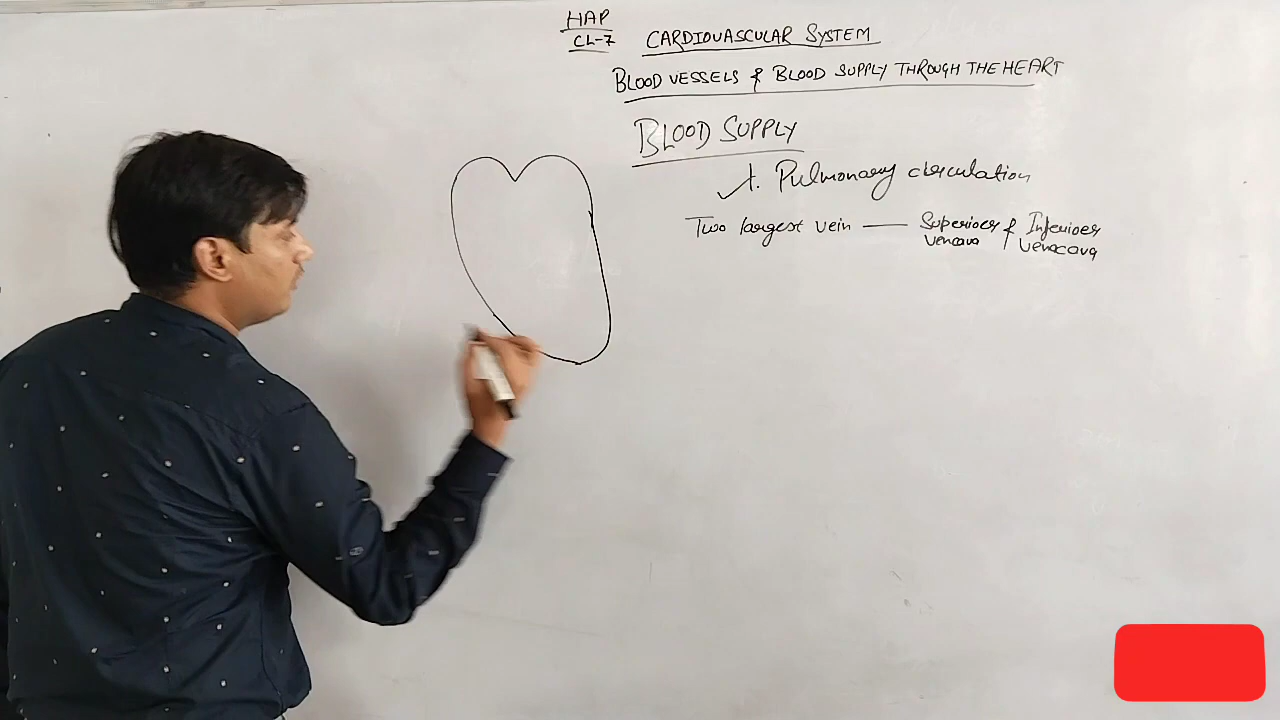 HAP
CL-7
CARDIOVASCULAR SYSTEM
BLOOD VESSELS & BLOOD SUPPLY THROUGH THE HEART
BLOOD SUPPLY
1. Pulmonary circulation
Two largest vein — Superior & Inferior
vencava venacava